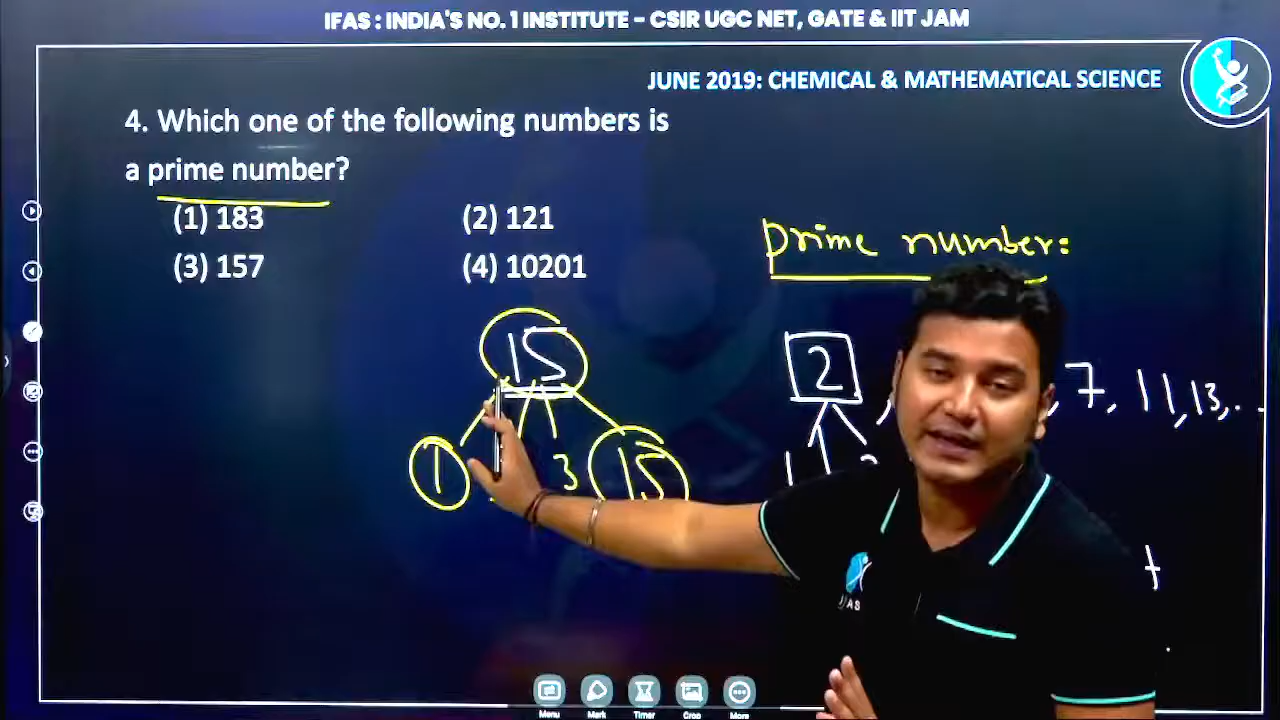 IFAS : INDIA'S NO. 1 INSTITUTE - CSIR UGC NET, GATE & IIT JAM
JUNE 2019: CHEMICAL & MATHEMATICAL SCIENCE
4. Which one of the following numbers is
a prime number?
(1) 183 (2) 121
(3) 157 (4) 10201
prime number:
15
1 3 15
2 7, 11, 13, ..
1
IFAS
Menu Mark Timer Crop More